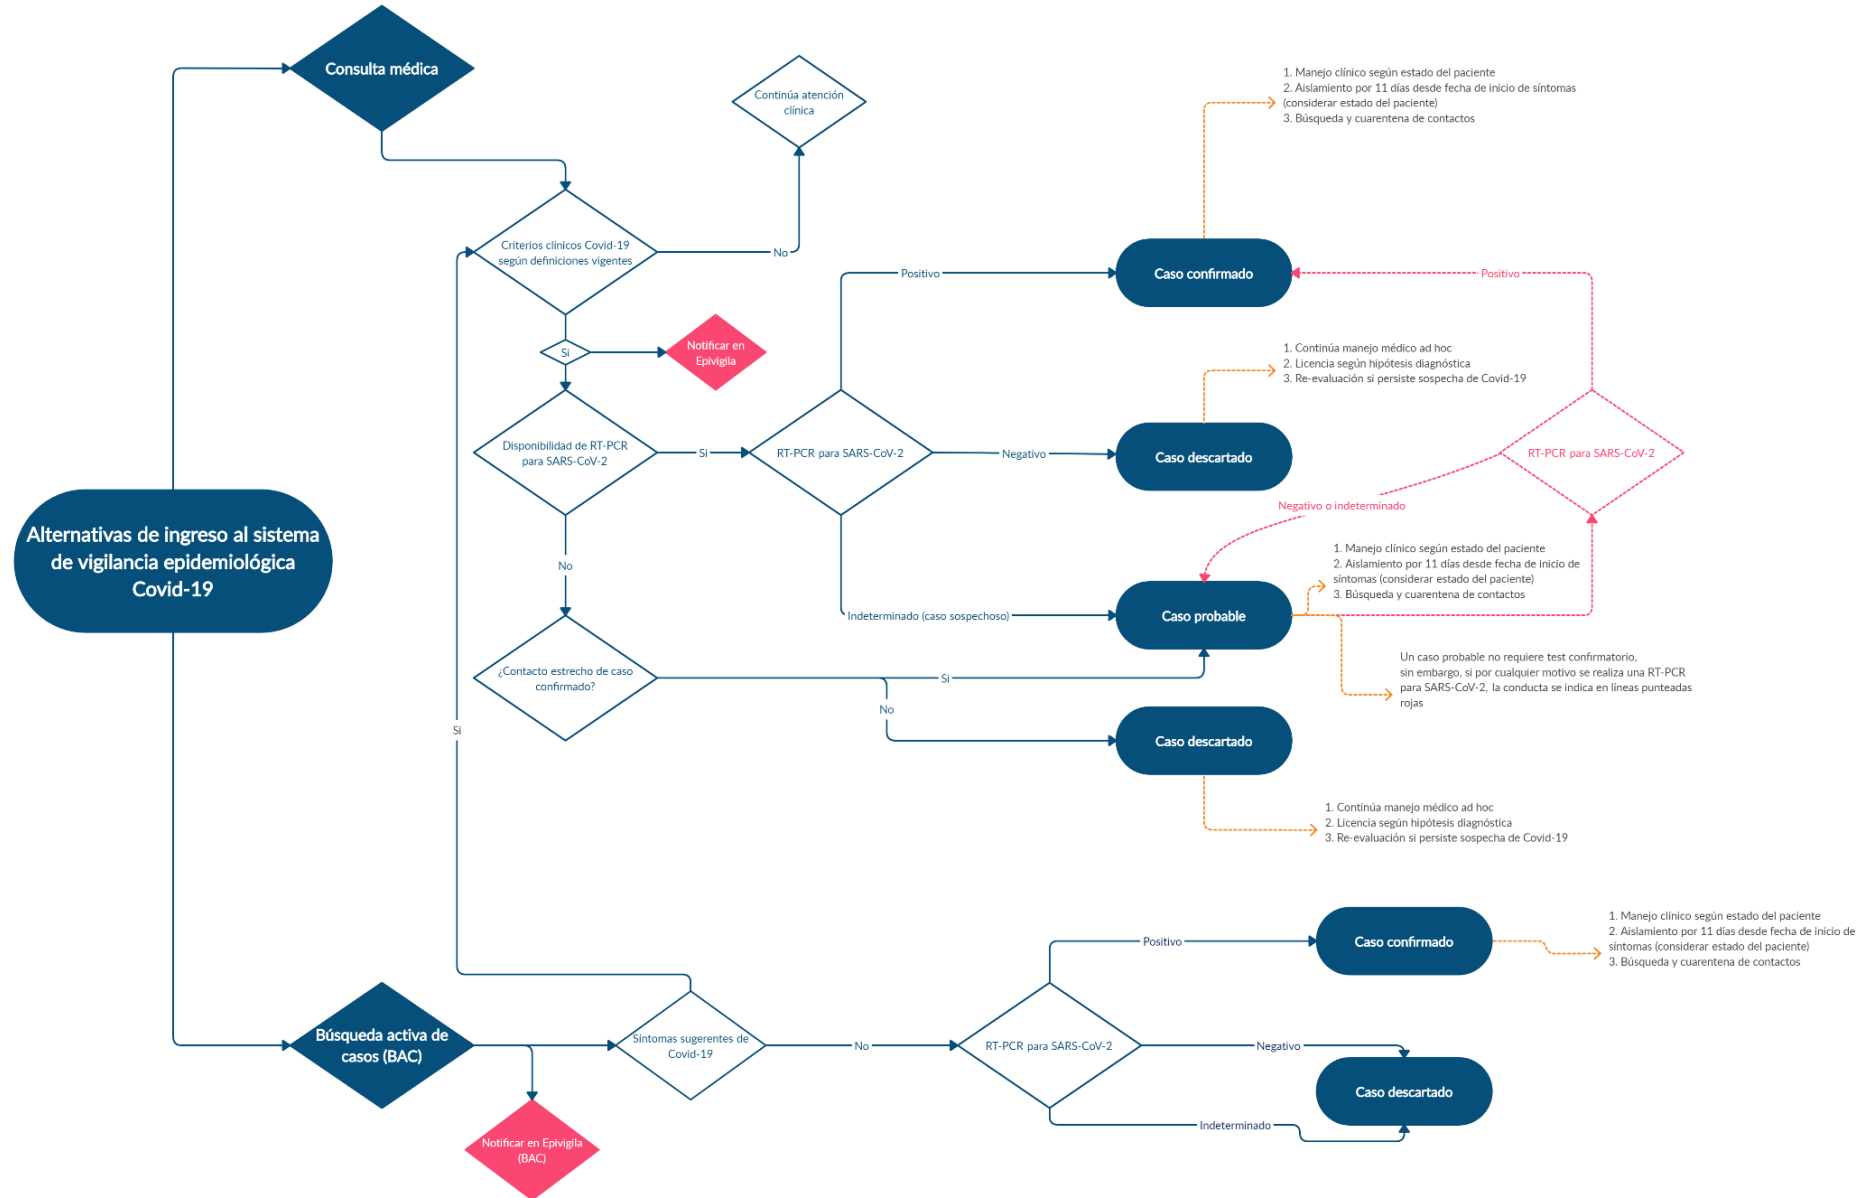 Consulta médica
Continúa atención
clínica
1. Manejo clínico según estado del paciente
2. Aislamiento por 11 días desde fecha de inicio de síntomas
(considerar estado del paciente)
3. Búsqueda y cuarentena de contactos
Criterios clínicos Covid-19
según definiciones vigentes
No
Positivo
Caso confirmado
Positivo
Si
Notificar en
Epivigila
1. Continúa manejo médico ad hoc
2. Licencia según hipótesis diagnóstica
3. Re-evaluación si persiste sospecha de Covid-19
Disponibilidad de RT-PCR
para SARS-CoV-2
Si
RT-PCR para SARS-CoV-2
Negativo
Caso descartado
RT-PCR para SARS-CoV-2
Negativo o indeterminado
Alternativas de ingreso al sistema
de vigilancia epidemiológica
Covid-19
No
1. Manejo clínico según estado del paciente
2. Aislamiento por 11 días desde fecha de inicio de
síntomas (considerar estado del paciente)
3. Búsqueda y cuarentena de contactos
Indeterminado (caso sospechoso)
Caso probable
¿Contacto estrecho de caso
confirmado?
Si
Un caso probable no requiere test confirmatorio,
sin embargo, si por cualquier motivo se realiza una RT-PCR
para SARS-CoV-2, la conducta se indica en líneas punteadas
rojas
No
Si
Caso descartado
1. Continúa manejo médico ad hoc
2. Licencia según hipótesis diagnóstica
3. Re-evaluación si persiste sospecha de Covid-19
Positivo
Caso confirmado
1. Manejo clínico según estado del paciente
2. Aislamiento por 11 días desde fecha de inicio de
síntomas (considerar estado del paciente)
3. Búsqueda y cuarentena de contactos
Búsqueda activa de
casos (BAC)
Síntomas sugerentes de
Covid-19
No
RT-PCR para SARS-CoV-2
Negativo
Caso descartado
Indeterminado
Notificar en Epivigila
(BAC)